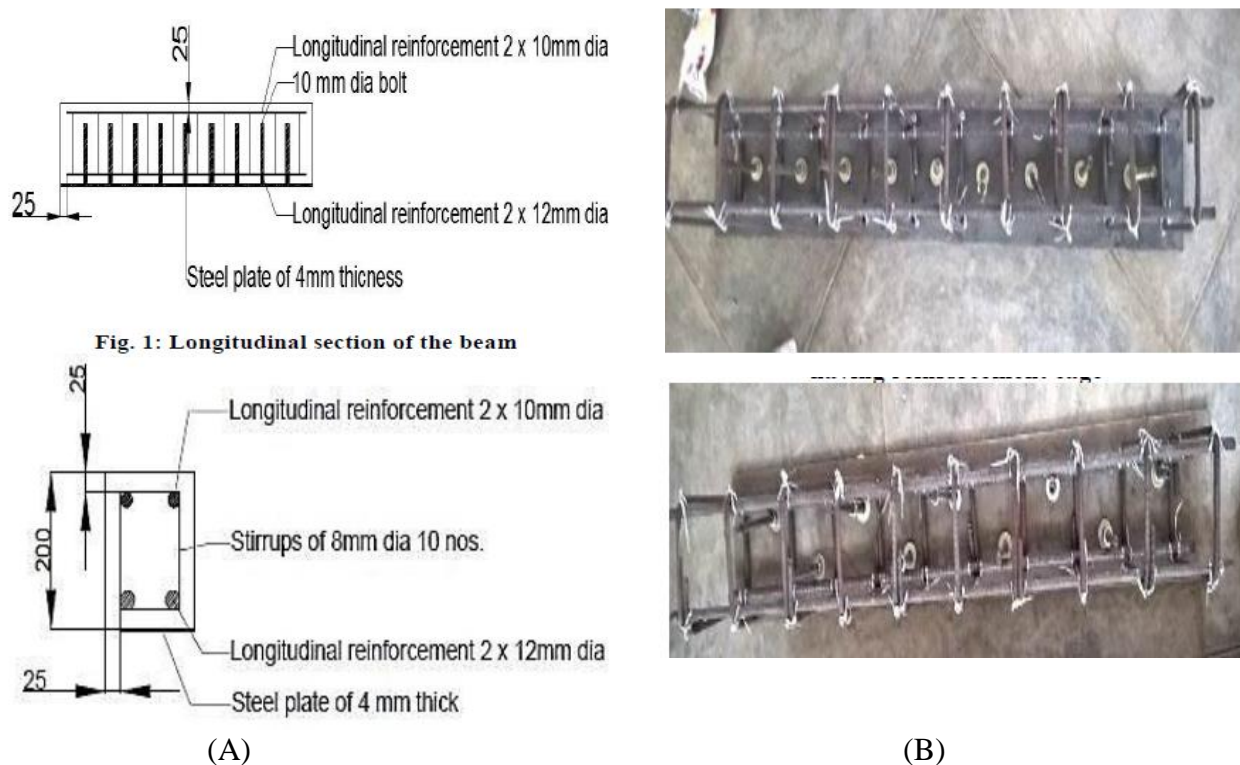 25
Longitudinal reinforcement 2 x 10mm dia
10 mm dia bolt
25
Longitudinal reinforcement 2 x 12mm dia
Steel plate of 4mm thicness
Fig. 1: Longitudinal section of the beam
25
Longitudinal reinforcement 2 x 10mm dia
200
Stirrups of 8mm dia 10 nos.
Longitudinal reinforcement 2 x 12mm dia
25
Steel plate of 4 mm thick
(A)
(B)